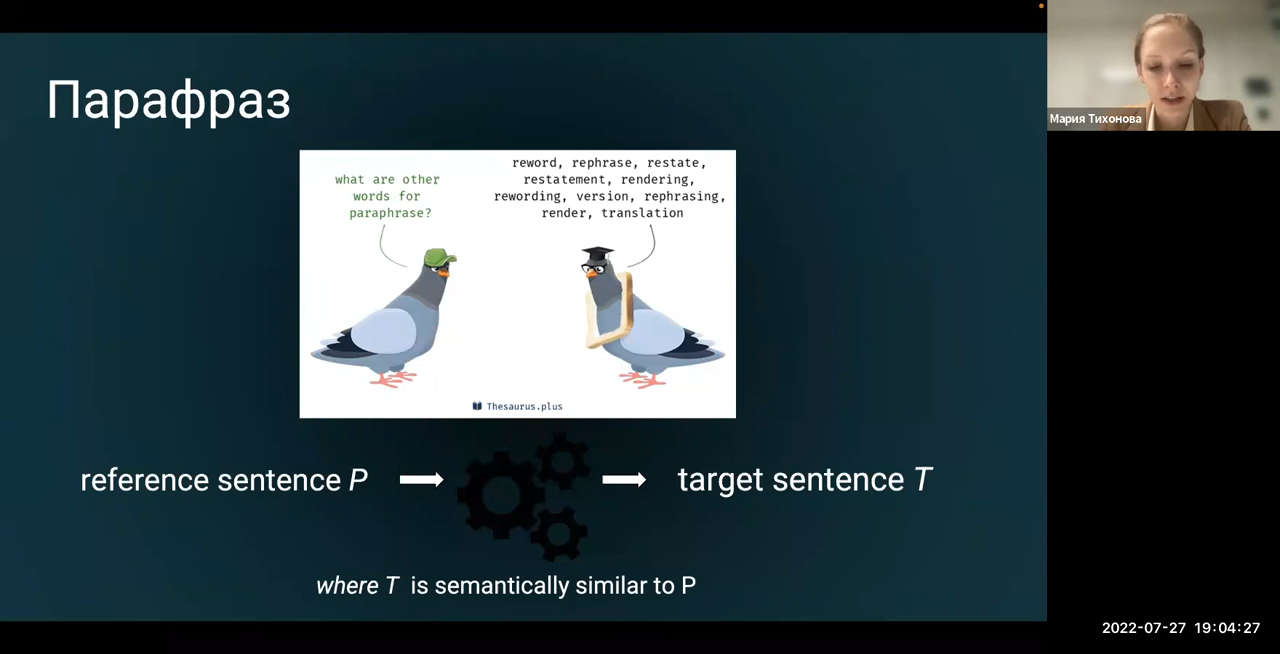 Парафраз
what are other
words for
paraphrase?
reword, rephrase, restate,
restatement, rendering,
rewording, version, rephrasing,
render, translation
Thesaurus.plus
reference sentence P
target sentence T
where T is semantically similar to P
Мария Тихонова
2022-07-27 19:04:27